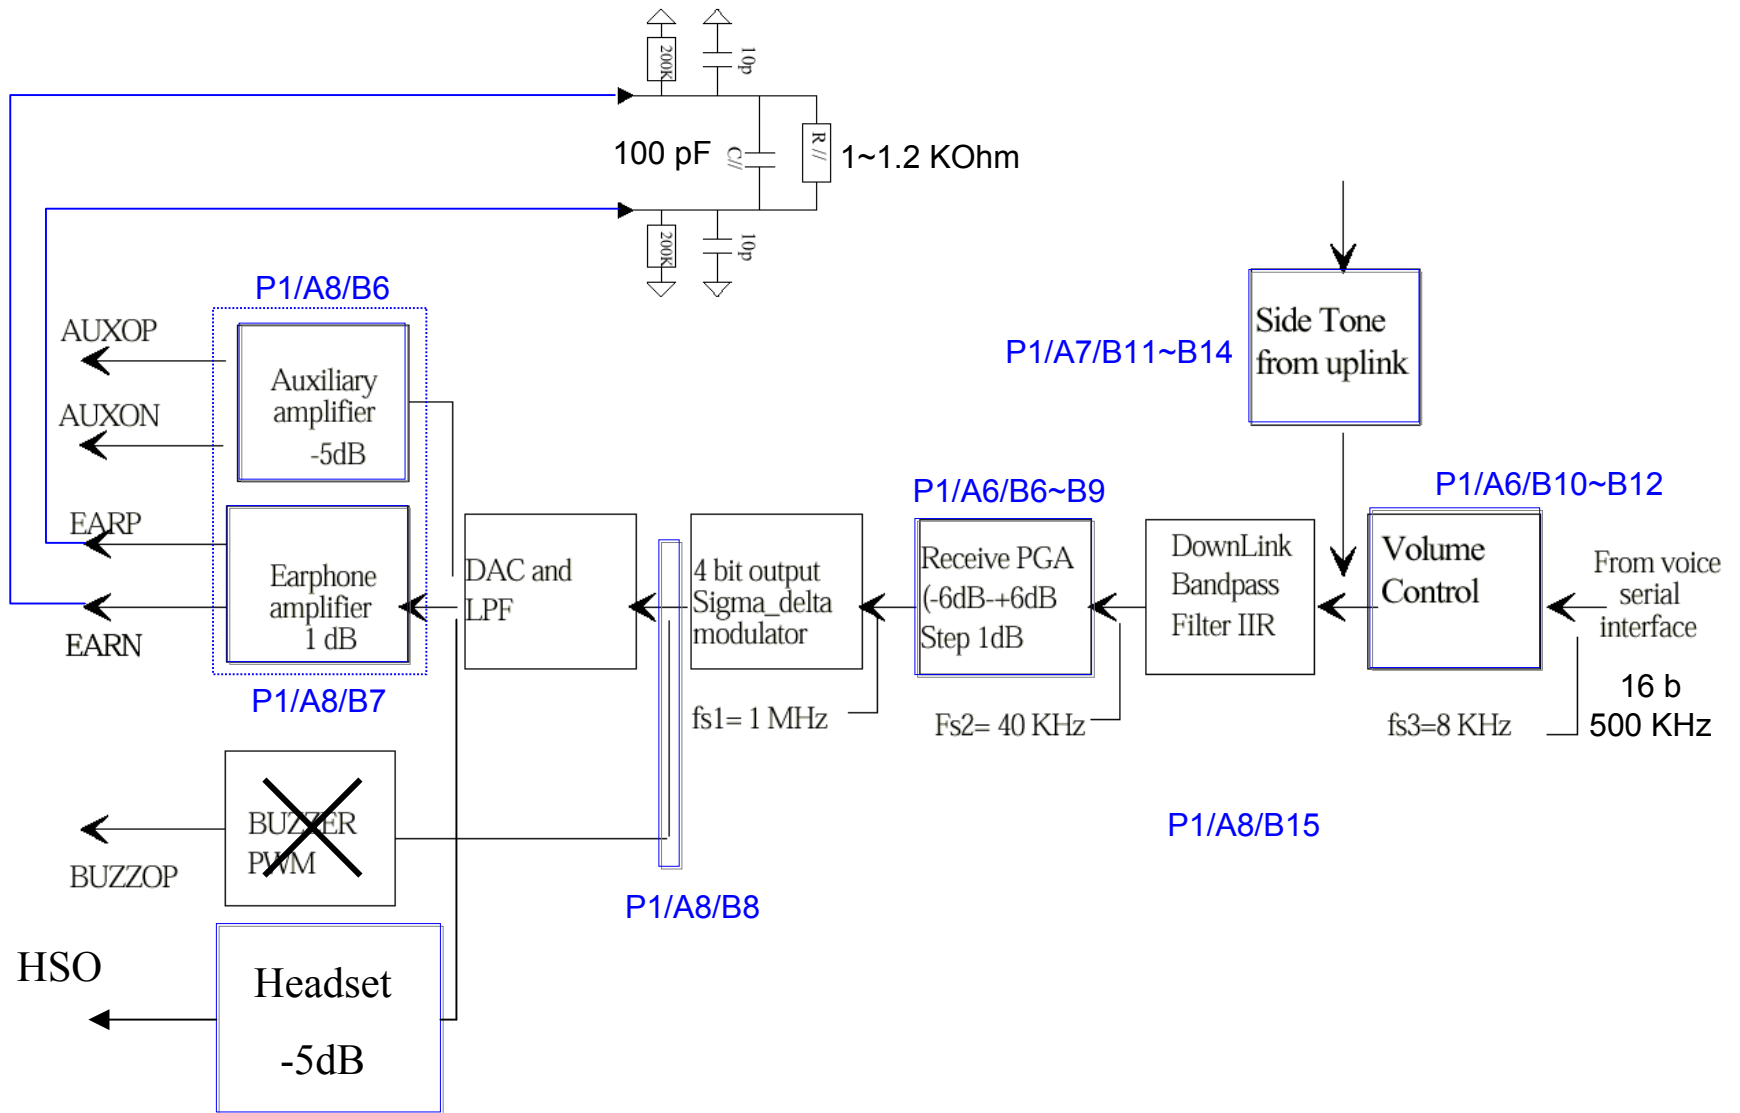 200K
10p
100 pF
C//
R //
1~1.2 KOhm
200K
10p
P1/A8/B6
AUXOP
AUXON
Auxiliary
amplifier
-5dB
EARP
EARN
Earphone
amplifier
1 dB
P1/A8/B7
DAC and
LPF
4 bit output
Sigma_delta
modulator
fs1= 1 MHz
P1/A6/B6~B9
Receive PGA
(-6dB-+6dB
Step 1dB
Fs2= 40 KHz
DownLink
Bandpass
Filter IIR
P1/A7/B11~B14
Side Tone
from uplink
P1/A6/B10~B12
Volume
Control
From voice
serial
interface
fs3=8 KHz
16 b
500 KHz
P1/A8/B15
BUZZER
PWM
BUZZOP
P1/A8/B8
HSO
Headset
-5dB